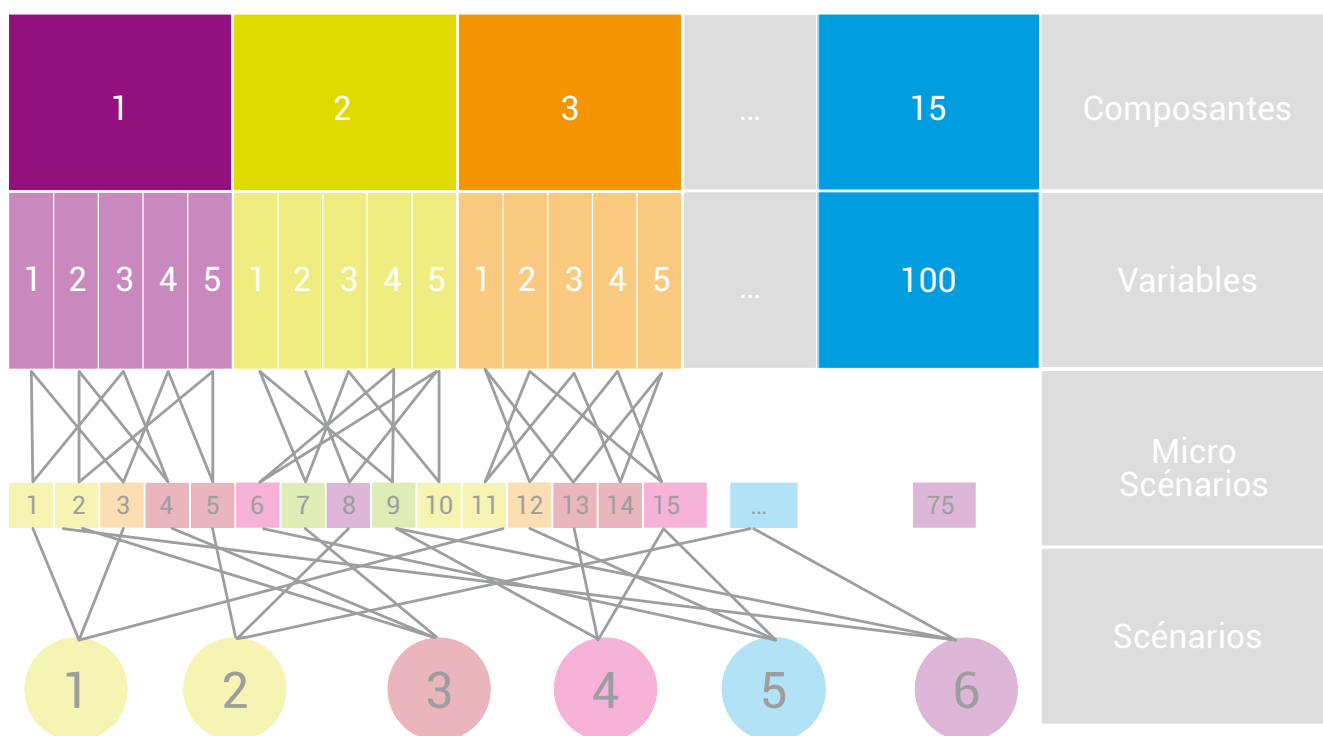 1 2 3 ... 15 Composantes
1 2 3 4 5 1 2 3 4 5 1 2 3 4 5 ... 100 Variables
Micro
Scénarios
1 2 3 4 5 6 7 8 9 10 11 12 13 14 15 ... 75
Scénarios
1 2 3 4 5 6